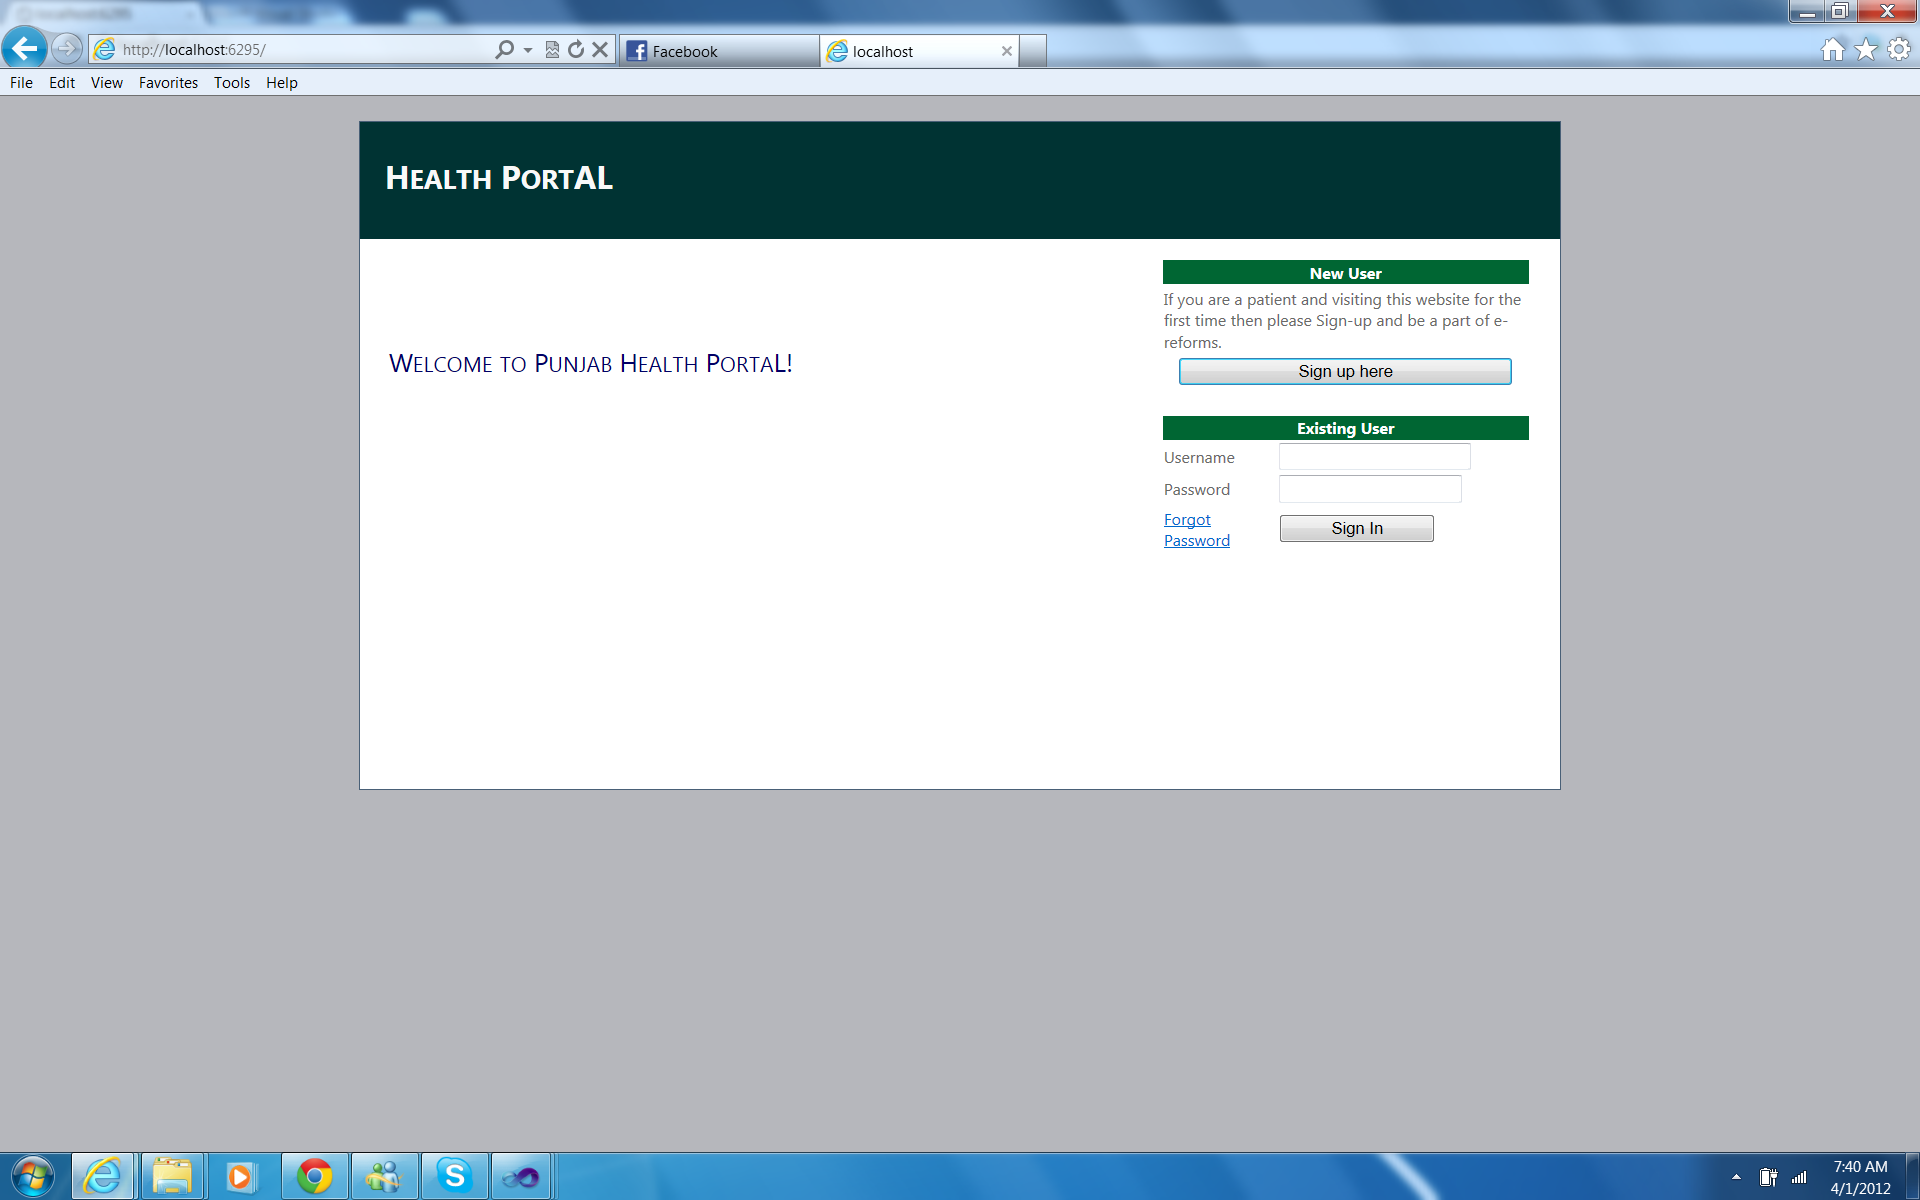 http://localhost:6295/
Facebook
localhost
File Edit View Favorites Tools Help
HEALTH PORTAL
WELCOME TO PUNJAB HEALTH PORTAL!
New User
If you are a patient and visiting this website for the
first time then please Sign-up and be a part of e-
reforms.
Sign up here
Existing User
Username
Password
Forgot
Password
Sign In
7:40 AM
4/1/2012